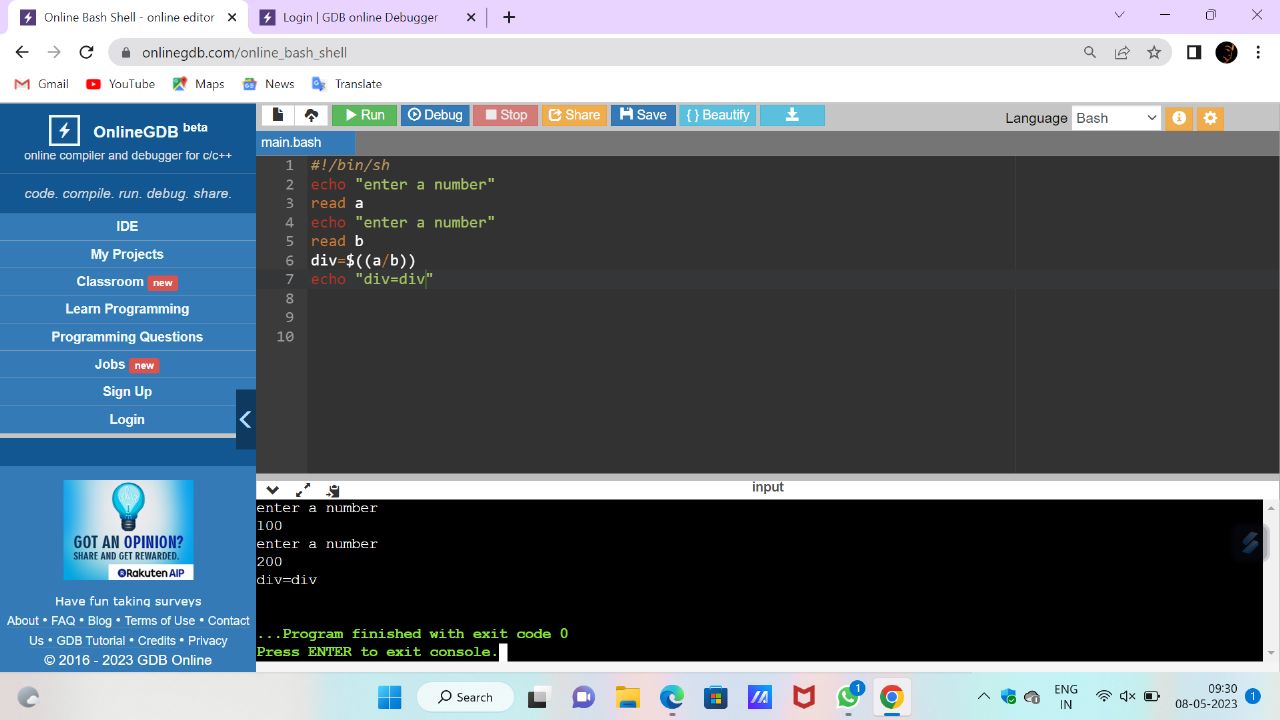 Online Bash Shell - online editor
Login | GDB online Debugger
onlinegdb.com/online_bash_shell
Gmail YouTube Maps News Translate
OnlineGDB beta
online compiler and debugger for c/c++
code. compile. run. debug. share.
IDE
My Projects
Classroom new
Learn Programming
Programming Questions
Jobs new
Sign Up
Login
GOT AN OPINION?
SHARE AND GET REWARDED.
Rakuten AIP
Have fun taking surveys
About • FAQ • Blog • Terms of Use • Contact
Us • GDB Tutorial • Credits • Privacy
© 2016 - 2023 GDB Online
Run Debug Stop Share Save { } Beautify
Language Bash
main.bash
1 #!/bin/sh
2 echo "enter a number"
3 read a
4 echo "enter a number"
5 read b
6 div=$((a/b))
7 echo "div=div"
8
9
10
input
enter a number
100
enter a number
200
div=div
...Program finished with exit code 0
Press ENTER to exit console.
Search
1
ENG
IN
09:30
08-05-2023
1